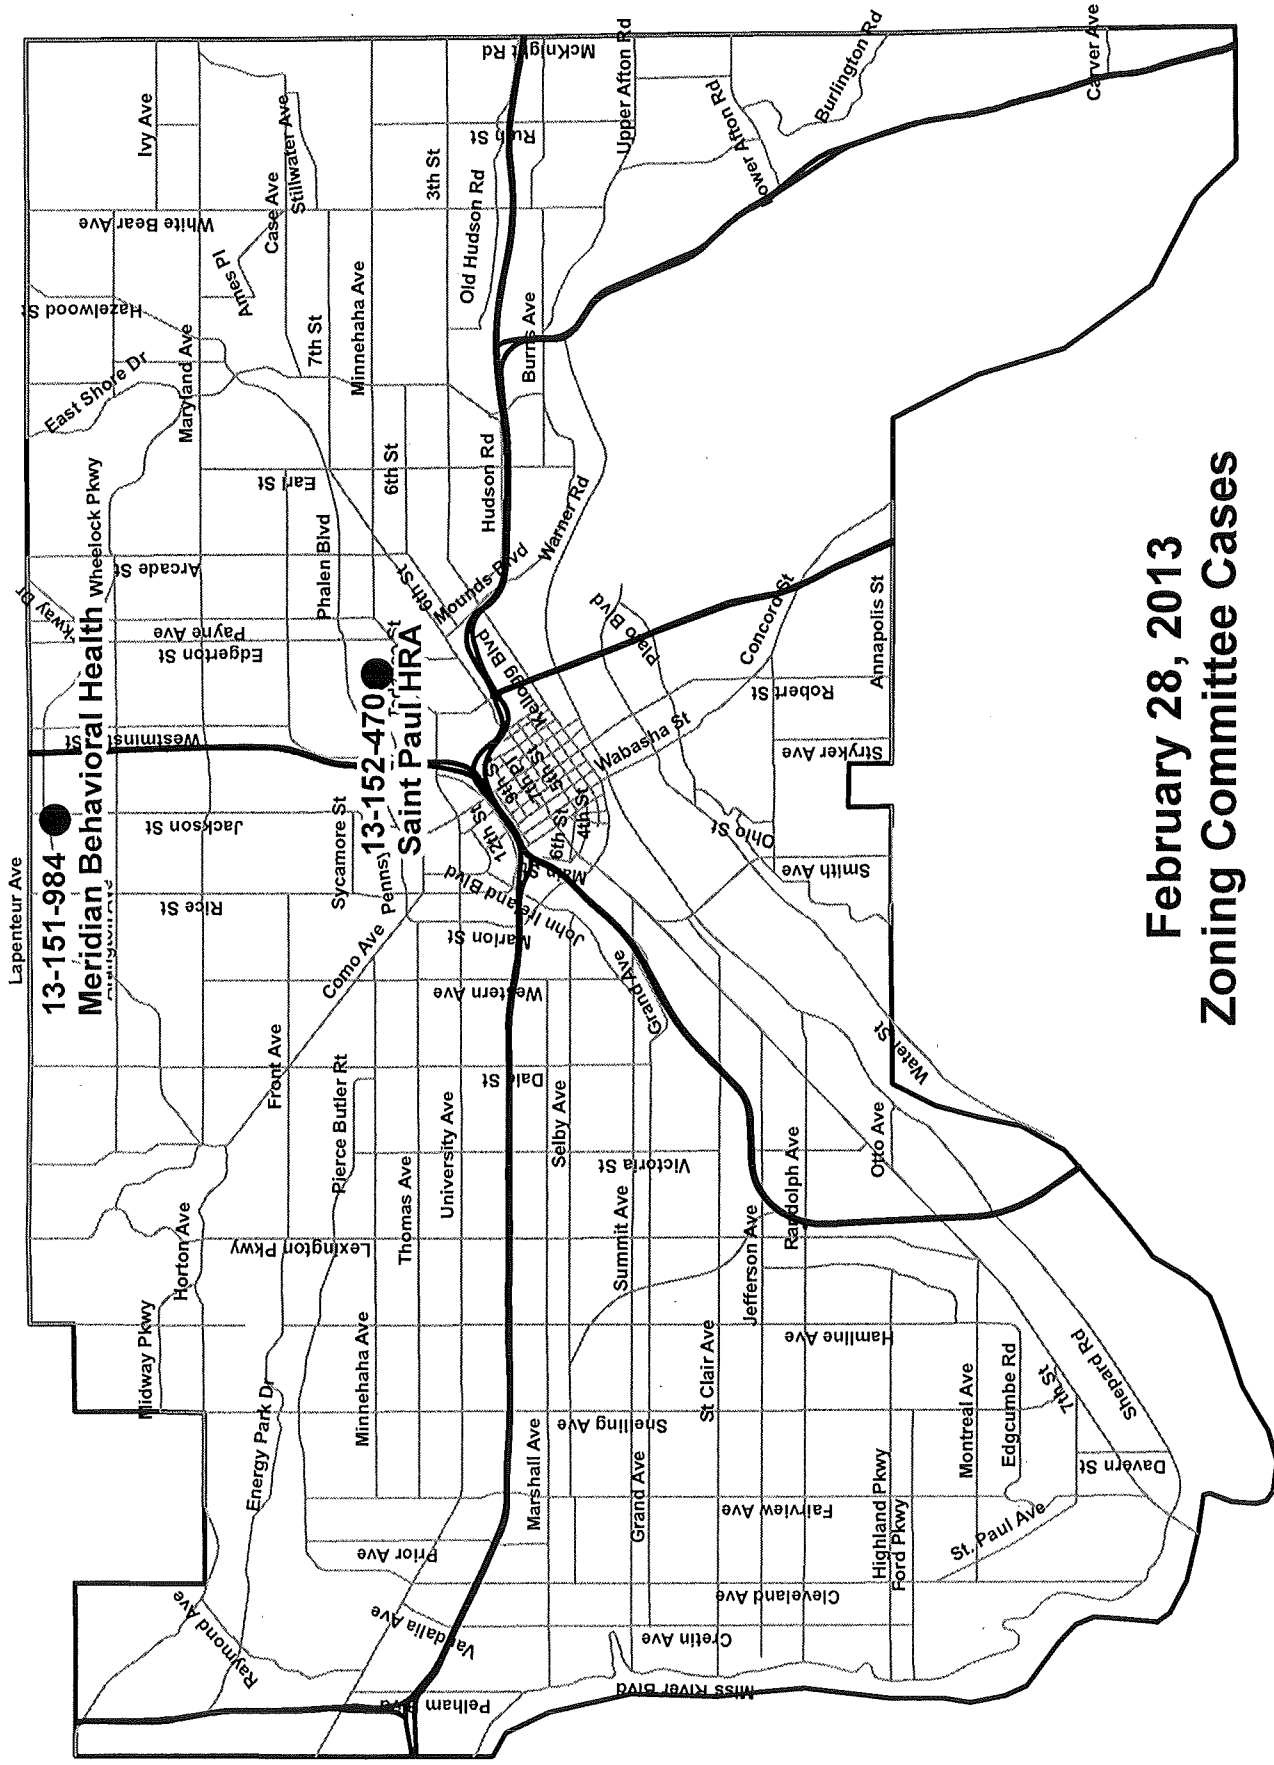 Lapenteur Ave
13-151-984
Meridian Behavioral Health
Wheelock Pkwy
East Shore Dr
Hazelwood St
White Bear Ave
Ivy Ave
McKnight Rd
Midway Pkwy
Horton Ave
Rice St
Jackson St
Westminst St
Edgerton St
Payne Ave
Arcade St
Maryland Ave
Ames Pl
Case Ave
Stillwater Ave
Raymond Ave
Energy Park Dr
Lexington Pkwy
Front Ave
Como Ave
Sycamore St
Phalen Blvd
Earl St
7th St
Pierce Butler Rt
13-152-470
Saint Paul HRA
Minnehaha Ave
Minnehaha Ave
Prior Ave
Vandalia Ave
Pelham Blvd
Thomas Ave
University Ave
Western Ave
Marion St
John Ireland Blvd
12th St
6th St
6th St
3th St
Old Hudson Rd
Ruth St
Mounds Blvd
Hudson Rd
Burns Ave
Upper Afton Rd
Marshall Ave
Selby Ave
Dale St
Main St
9th St
7th Pl
5th St
6th St
4th St
Kellogg Blvd
Warner Rd
Snelling Ave
Victoria St
Grand Ave
Summit Ave
Grand Ave
Wabasha St
Plato Blvd
Miss River Blvd
Cretin Ave
Cleveland Ave
Fairview Ave
St Clair Ave
Jefferson Ave
Randolph Ave
Hamline Ave
Ohio St
Smith Ave
Stryker Ave
Robert St
Concord St
Lower Afton Rd
Burlington Rd
Highland Pkwy
Ford Pkwy
Otto Ave
Water St
Annapolis St
St. Paul Ave
Montreal Ave
Edgcumbe Rd
7th St
Davern St
Shepard Rd
Carver Ave
February 28, 2013
Zoning Committee Cases